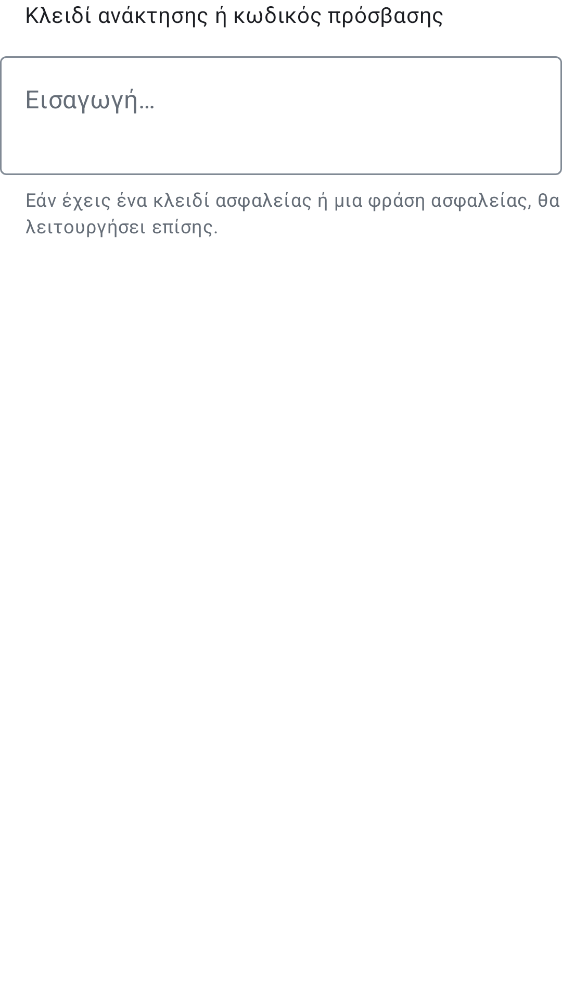 Κλειδί ανάκτησης ή κωδικός πρόσβασης
Εισαγωγή...
Εάν έχεις ένα κλειδί ασφαλείας ή μια φράση ασφαλείας, θα
λειτουργήσει επίσης.